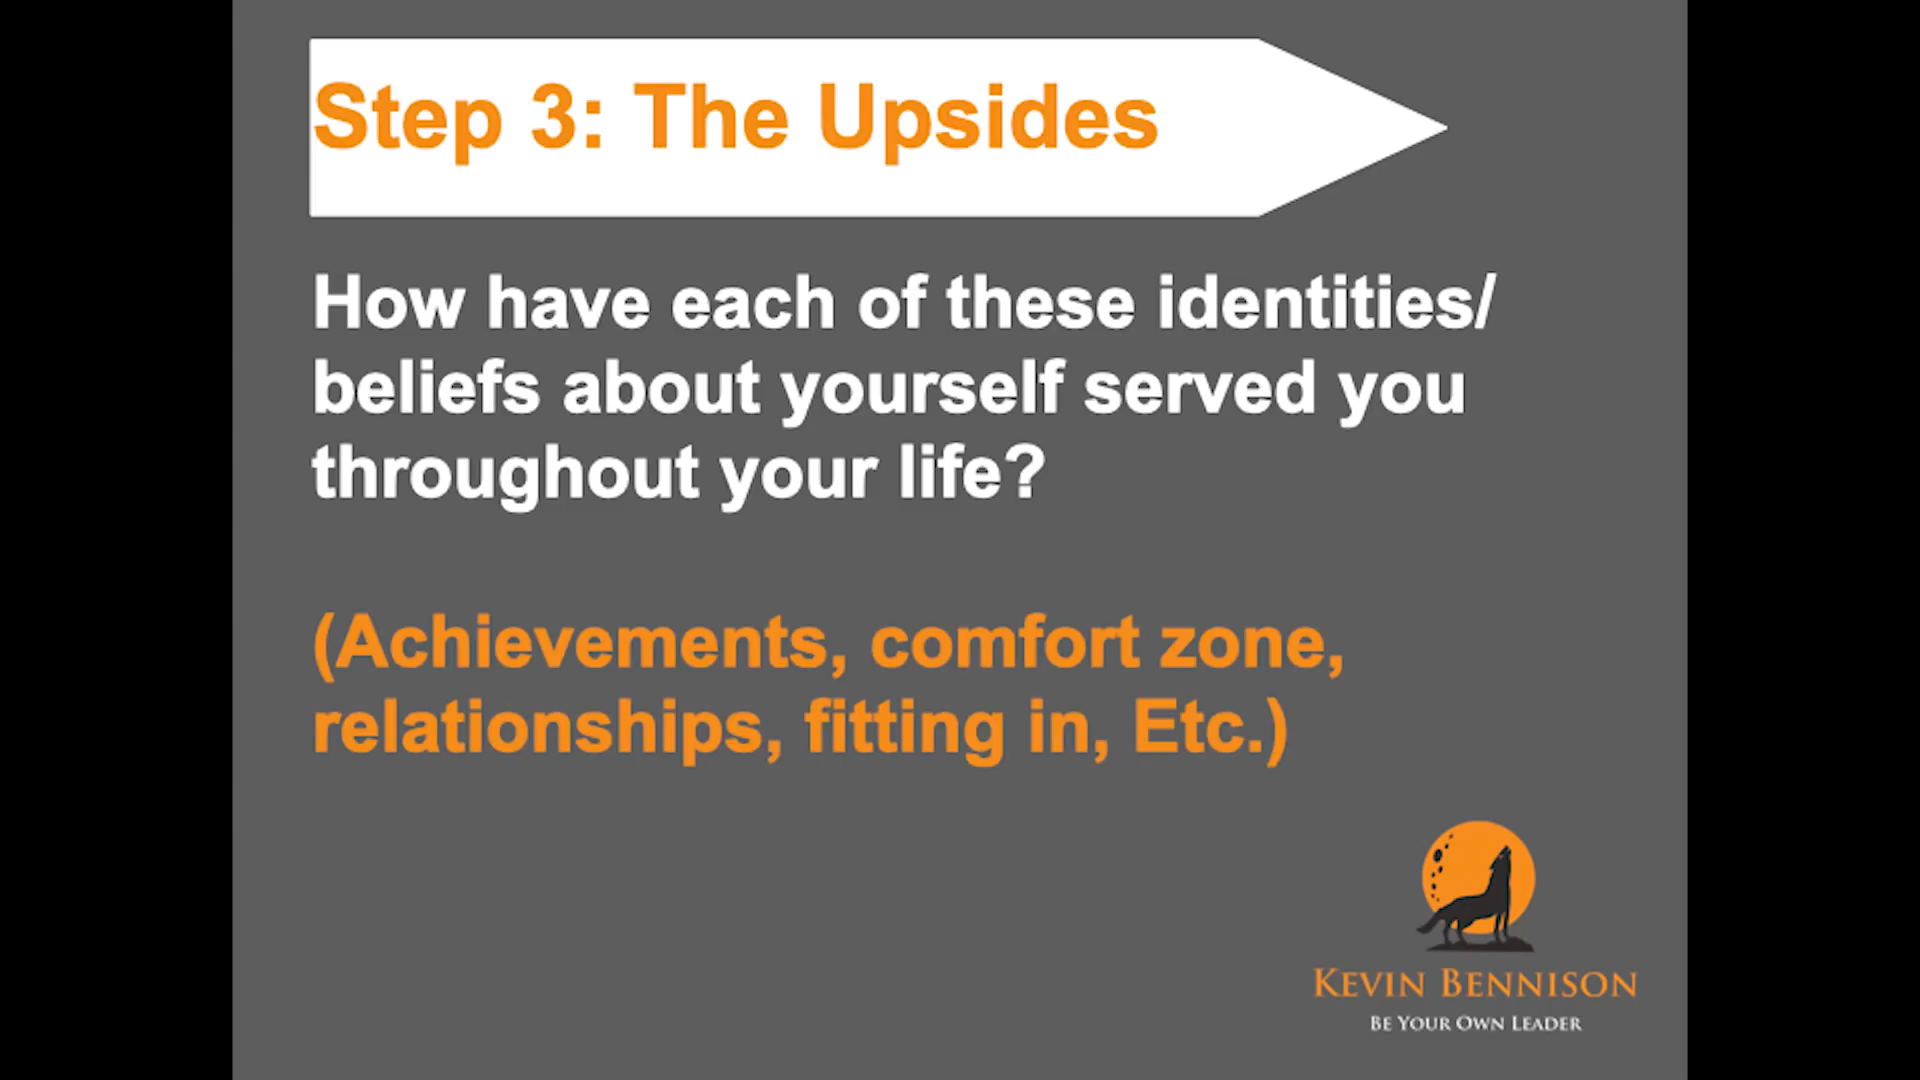 Step 3: The Upsides
How have each of these identities/
beliefs about yourself served you
throughout your life?
(Achievements, comfort zone,
relationships, fitting in, Etc.)
KEVIN BENNISON
BE YOUR OWN LEADER